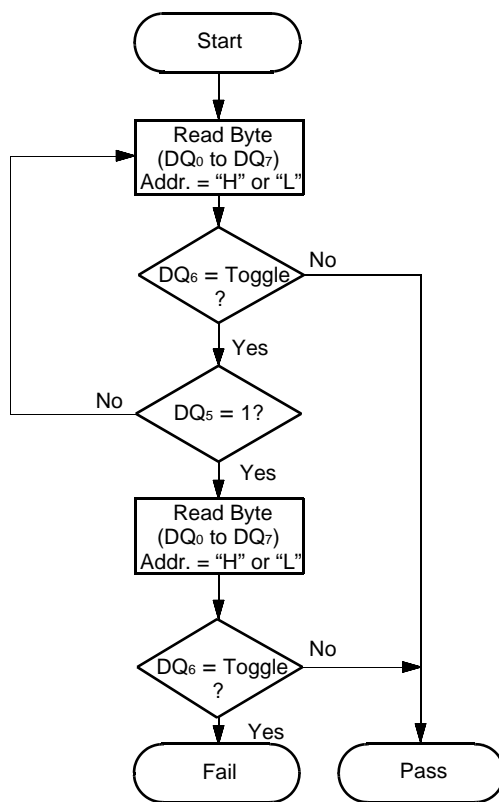 Start
Read Byte
(DQ0 to DQ7)
Addr. = “H” or “L”
DQ6 = Toggle
?
No
Yes
DQ5 = 1?
No
Yes
Read Byte
(DQ0 to DQ7)
Addr. = “H” or “L”
DQ6 = Toggle
?
No
Yes
Fail
Pass